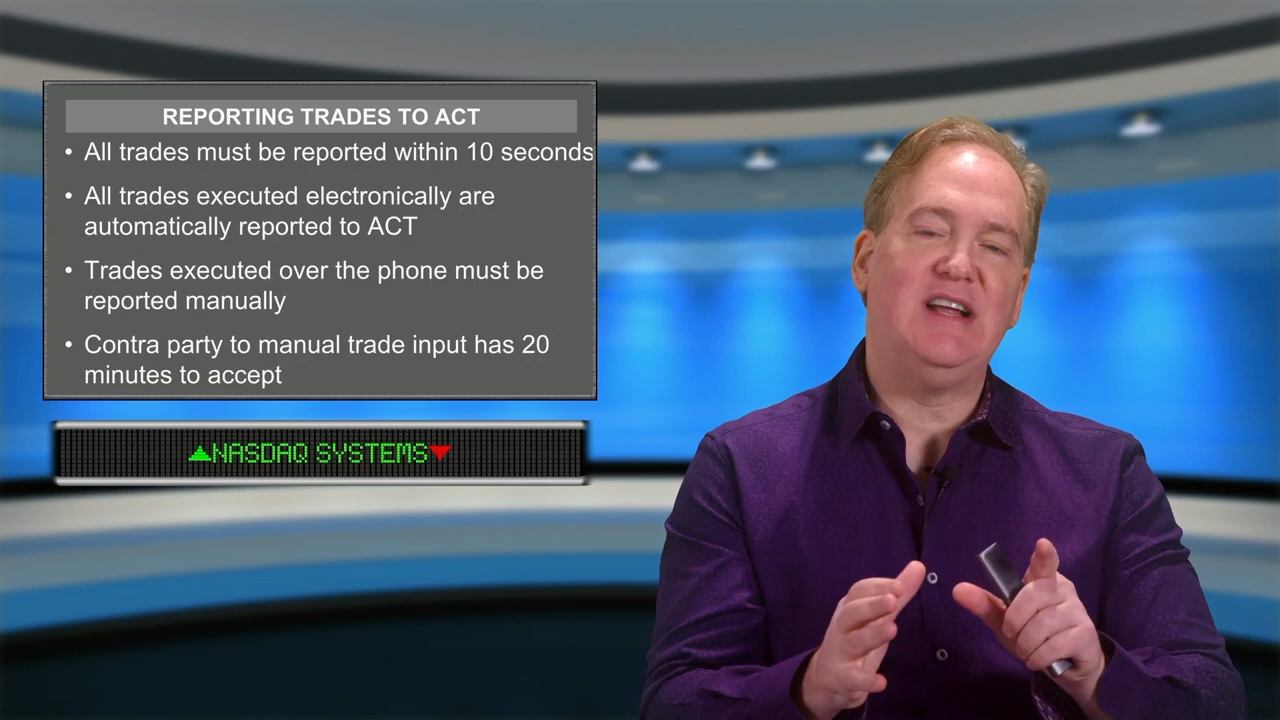 REPORTING TRADES TO ACT
• All trades must be reported within 10 seconds
• All trades executed electronically are
automatically reported to ACT
• Trades executed over the phone must be
reported manually
• Contra party to manual trade input has 20
minutes to accept
▲NASDAQ SYSTEMS▼